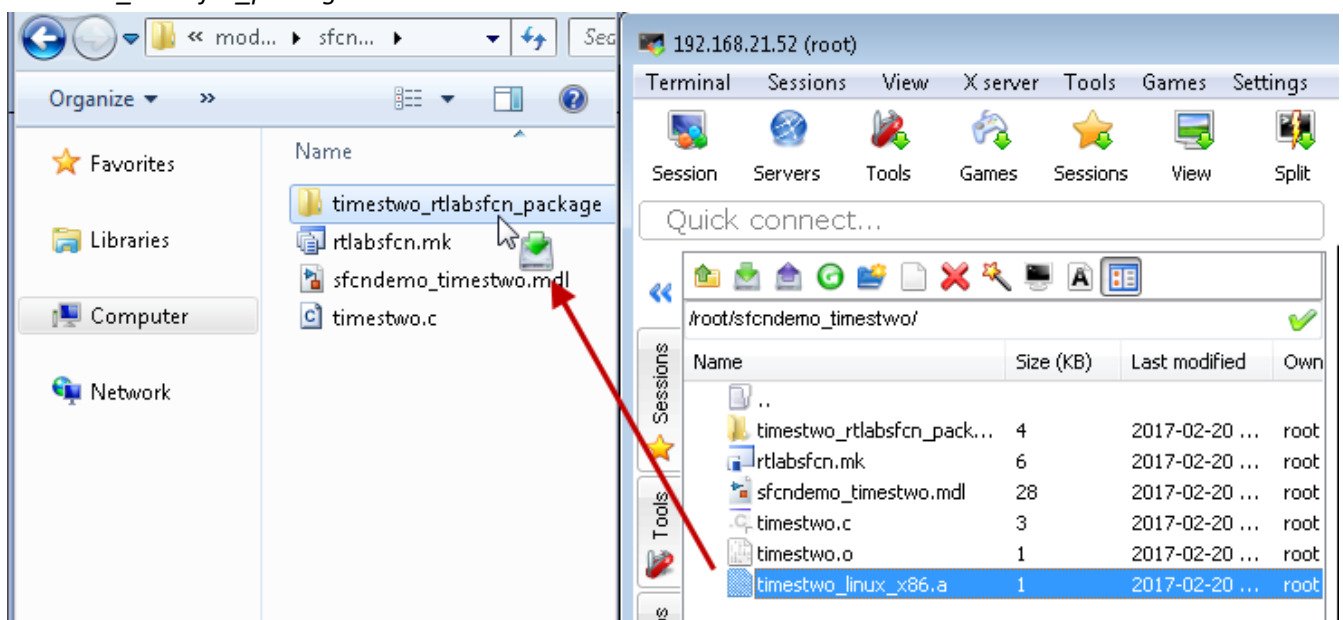 « mod... ▸ sfcn... ▸
192.168.21.52 (root)
Terminal Sessions View X server Tools Games Settings
Organize ▾ »
Session Servers Tools Games Sessions View Split
Favorites
Libraries
Computer
Network
Name
timestwo_rtlabsfcn_package
rtlabsfcn.mk
sfcndemo_timestwo.mdl
timestwo.c
Quick connect...
/root/sfcndemo_timestwo/
Sessions
Tools
Name Size (KB) Last modified Own
..
timestwo_rtlabsfcn_pack... 4 2017-02-20 ... root
rtlabsfcn.mk 6 2017-02-20 ... root
sfcndemo_timestwo.mdl 28 2017-02-20 ... root
timestwo.c 3 2017-02-20 ... root
timestwo.o 1 2017-02-20 ... root
timestwo_linux_x86.a 1 2017-02-20 ... root